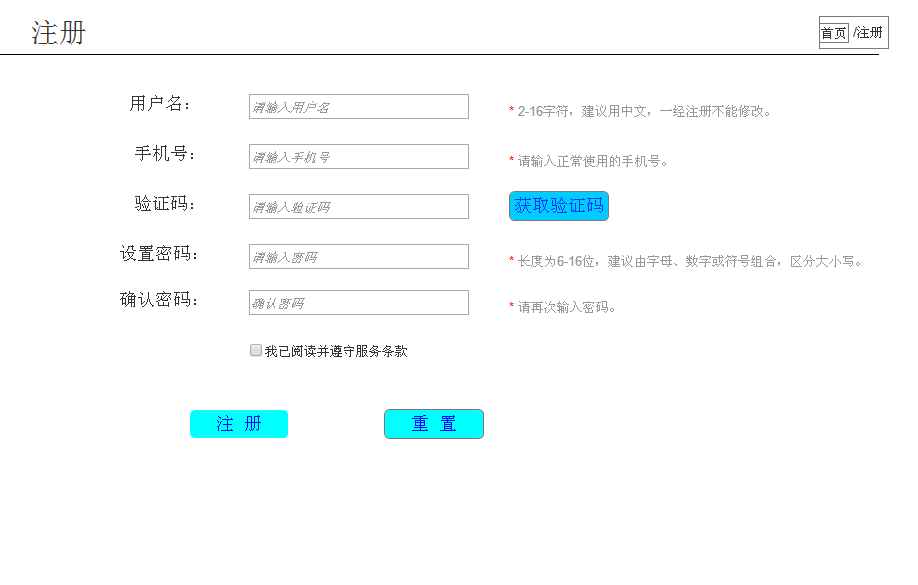 注册
首页 /注册
用户名： 请输入用户名 * 2-16字符，建议用中文，一经注册不能修改。
手机号： 请输入手机号 * 请输入正常使用的手机号。
验证码： 请输入验证码 获取验证码
设置密码： 请输入密码 * 长度为6-16位，建议由字母、数字或符号组合，区分大小写。
确认密码： 确认密码 * 请再次输入密码。
我已阅读并遵守服务条款
注 册 重 置